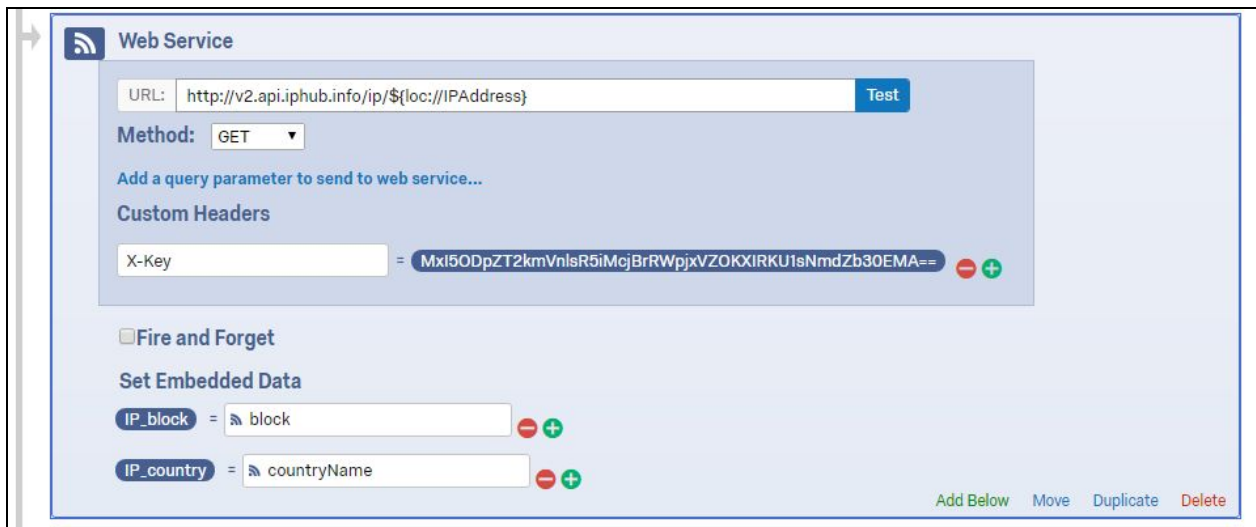 Web Service
URL: http://v2.api.iphub.info/ip/${loc://IPAddress} Test
Method: GET
Add a query parameter to send to web service...
Custom Headers
X-Key = MxI5ODpZT2kmVnlsR5iMcjBrRWpjxVZOKXlRKU1sNmdZb30EMA==
Fire and Forget
Set Embedded Data
IP_block = block
IP_country = countryName
Add Below Move Duplicate Delete